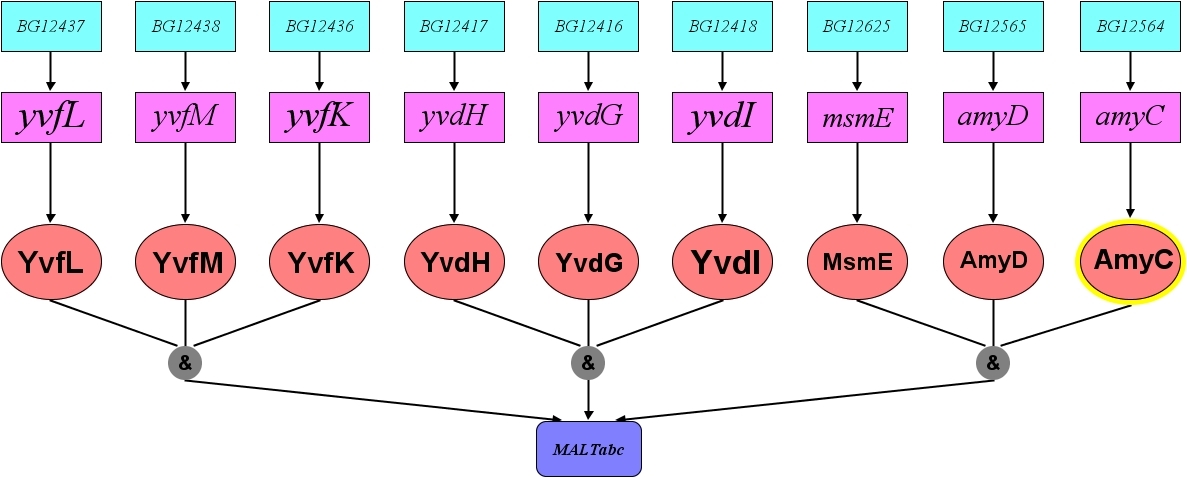 BG12437 BG12438 BG12436 BG12417 BG12416 BG12418 BG12625 BG12565 BG12564
yvfL yvfM yvfK yvdH yvdG yvdI msmE amyD amyC
YvfL YvfM YvfK YvdH YvdG YvdI MsmE AmyD AmyC
& & &
MALTabc